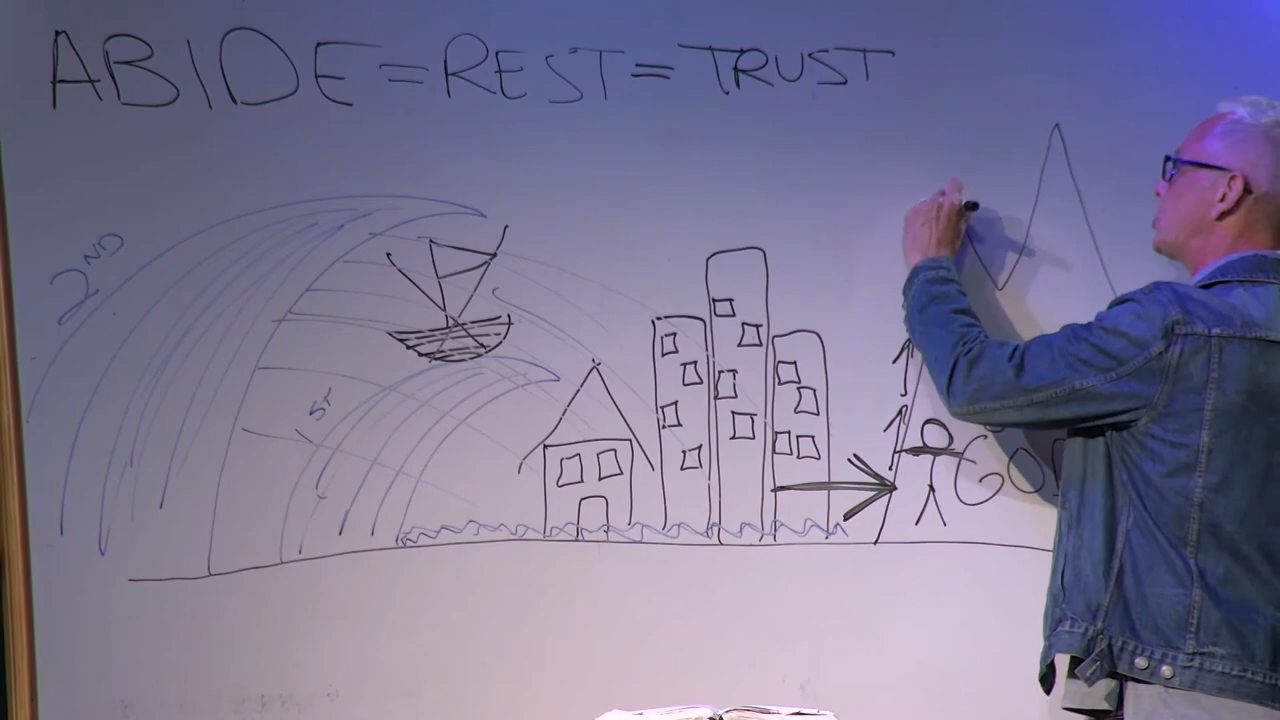 ABIDE = REST = TRUST
2ND
1ST
GOD